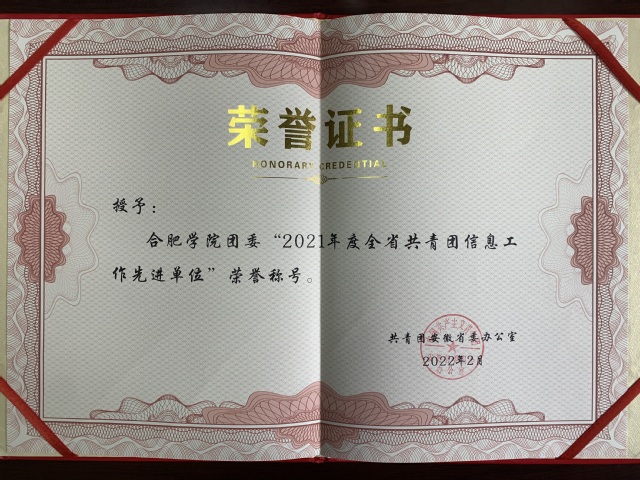 荣誉证书
HONORARY CREDENTIAL
授予：
合肥学院团委“2021年度全省共青团信息工
作先进单位”荣誉称号。
共青团安徽省委办公室
2022年2月